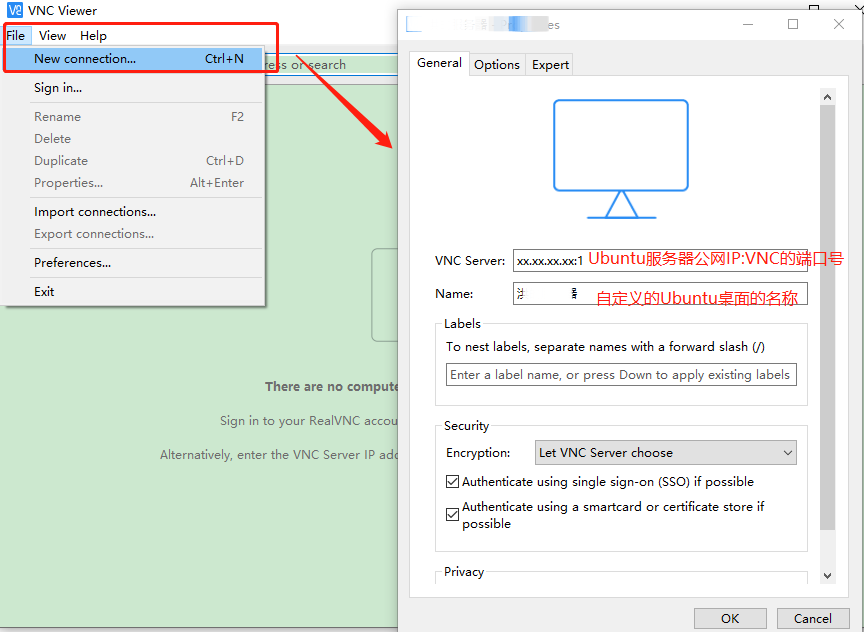 VNC Viewer
File View Help
New connection... Ctrl+N
ress or search
Sign in...
Rename F2
Delete
Duplicate Ctrl+D
Properties... Alt+Enter
Import connections...
Export connections...
Preferences...
Exit
There are no compute
Sign in to your RealVNC accou
Alternatively, enter the VNC Server IP add
es
General Options Expert
VNC Server: xx.xx.xx.xx:1 Ubuntu服务器公网IP:VNC的端口号
Name: 自定义的Ubuntu桌面的名称
Labels
To nest labels, separate names with a forward slash (/)
Enter a label name, or press Down to apply existing labels
Security
Encryption: Let VNC Server choose
Authenticate using single sign-on (SSO) if possible
Authenticate using a smartcard or certificate store if
possible
Privacy
OK Cancel